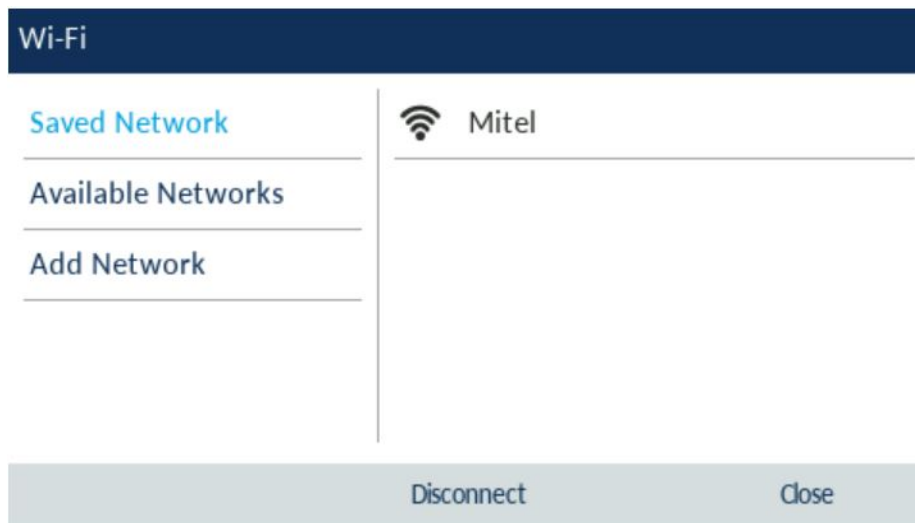 Wi-Fi
Saved Network
Available Networks
Add Network
Mitel
Disconnect
Close